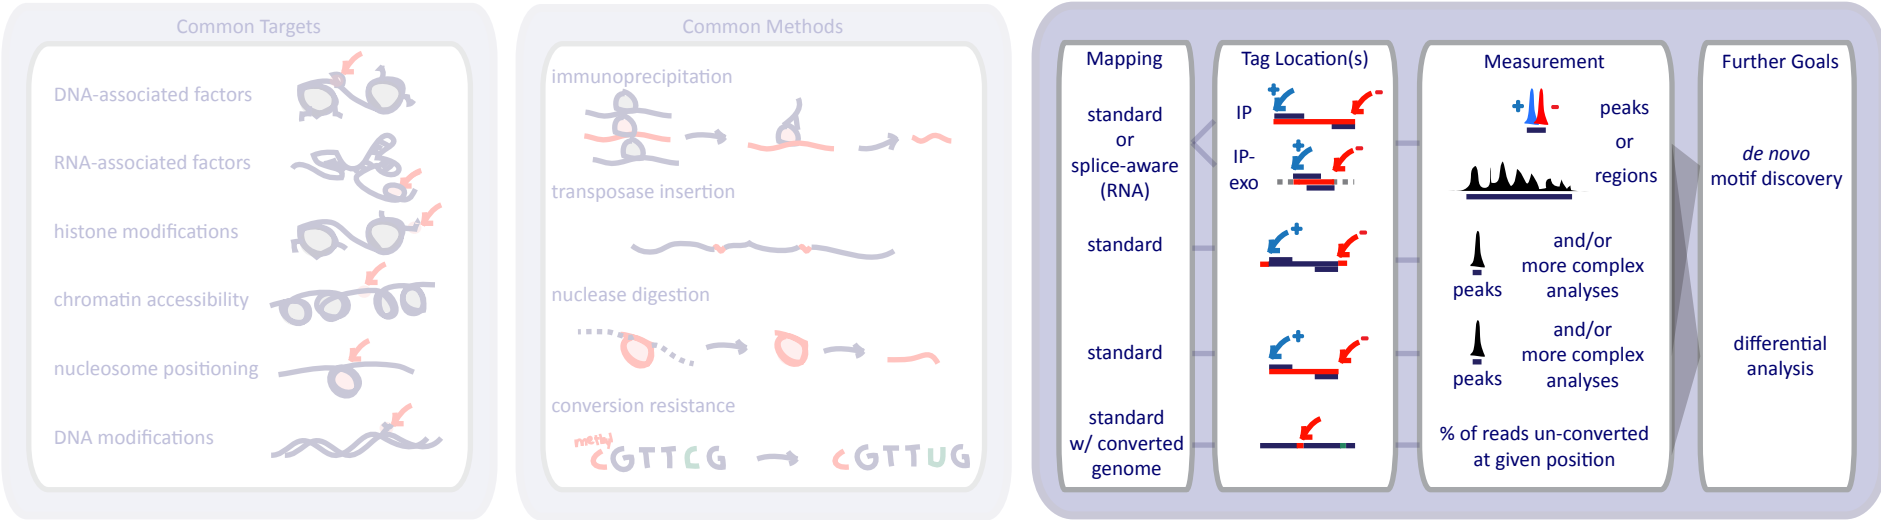 Common Targets
DNA-associated factors
RNA-associated factors
histone modifications
chromatin accessibility
nucleosome positioning
DNA modifications
Common Methods
immunoprecipitation
transposase insertion
nuclease digestion
conversion resistance
methyl
CGTTCG
CGTTUG
Mapping
standard
or
splice-aware
(RNA)
standard
standard
standard
w/ converted
genome
Tag Location(s)
+
-
IP
+
-
IP-
exo
+
-
+
-
Measurement
+
-
peaks
or
regions
and/or
more complex
analyses
peaks
and/or
more complex
analyses
peaks
% of reads un-converted
at given position
Further Goals
de novo
motif discovery
differential
analysis